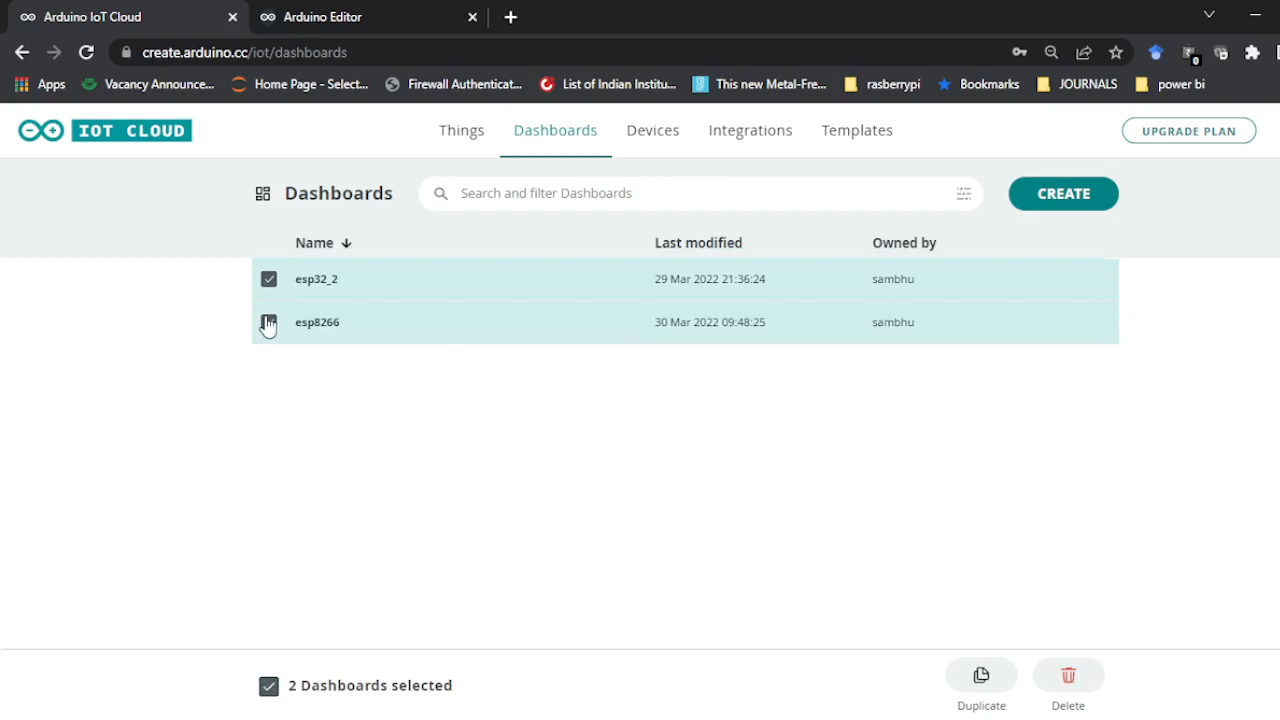 Arduino IoT Cloud
Arduino Editor
create.arduino.cc/iot/dashboards
0
Apps
Vacancy Announce...
Home Page - Select...
Firewall Authenticat...
List of Indian Institu...
This new Metal-Fre...
rasberrypi
Bookmarks
JOURNALS
power bi
IOT CLOUD
Things
Dashboards
Devices
Integrations
Templates
UPGRADE PLAN
Dashboards
Search and filter Dashboards
CREATE
Name
Last modified
Owned by
esp32_2
29 Mar 2022 21:36:24
sambhu
esp8266
30 Mar 2022 09:48:25
sambhu
2 Dashboards selected
Duplicate
Delete